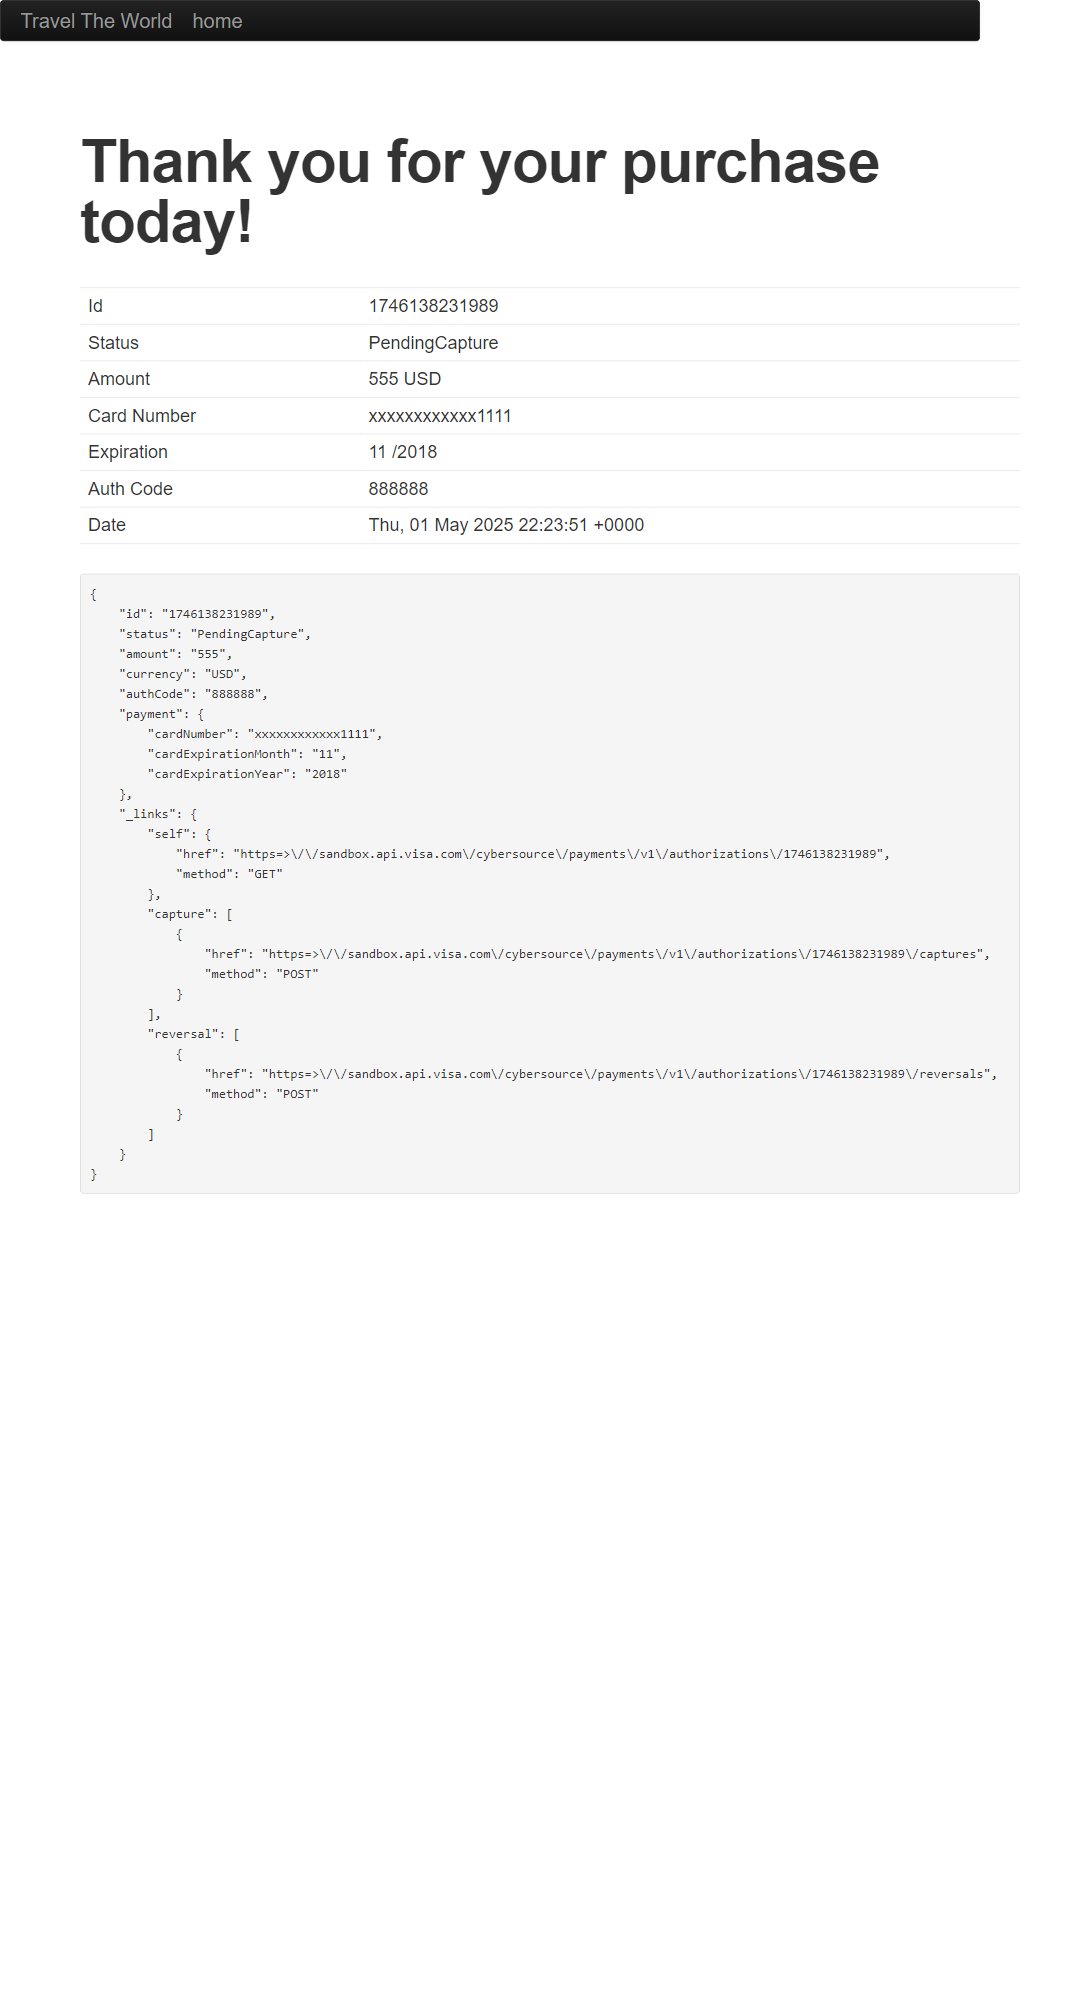 Travel The World home
Thank you for your purchase
today!
Id 1746138231989
Status PendingCapture
Amount 555 USD
Card Number xxxxxxxxxxxx1111
Expiration 11 /2018
Auth Code 888888
Date Thu, 01 May 2025 22:23:51 +0000
{
    "id": "1746138231989",
    "status": "PendingCapture",
    "amount": "555",
    "currency": "USD",
    "authCode": "888888",
    "payment": {
        "cardNumber": "xxxxxxxxxxxx1111",
        "cardExpirationMonth": "11",
        "cardExpirationYear": "2018"
    },
    "_links": {
        "self": {
            "href": "https=>\/\/sandbox.api.visa.com\/cybersource\/payments\/v1\/authorizations\/1746138231989",
            "method": "GET"
        },
        "capture": [
            {
                "href": "https=>\/\/sandbox.api.visa.com\/cybersource\/payments\/v1\/authorizations\/1746138231989\/captures",
                "method": "POST"
            }
        ],
        "reversal": [
            {
                "href": "https=>\/\/sandbox.api.visa.com\/cybersource\/payments\/v1\/authorizations\/1746138231989\/reversals",
                "method": "POST"
            }
        ]
    }
}